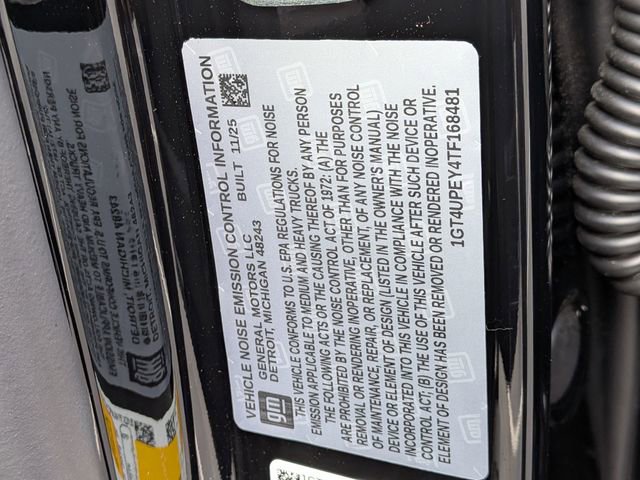 VEHICLE NOISE EMISSION CONTROL INFORMATION
GENERAL MOTORS LLC
BUILT 11/25
DETROIT, MICHIGAN 48243
gm
THIS VEHICLE CONFORMS TO U.S. EPA REGULATIONS FOR NOISE
EMISSION APPLICABLE TO MEDIUM AND HEAVY TRUCKS.
THE FOLLOWING ACTS OR THE CAUSING THEREOF BY ANY PERSON
ARE PROHIBITED BY THE NOISE CONTROL ACT OF 1972: (A) THE
REMOVAL OR RENDERING INOPERATIVE, OTHER THAN FOR PURPOSES
OF MAINTENANCE, REPAIR, OR REPLACEMENT, OF ANY NOISE CONTROL
DEVICE OR ELEMENT OF DESIGN (LISTED IN THE OWNER'S MANUAL)
INCORPORATED INTO THIS VEHICLE IN COMPLIANCE WITH THE NOISE
CONTROL ACT; (B) THE USE OF THIS VEHICLE AFTER SUCH DEVICE OR
ELEMENT OF DESIGN HAS BEEN REMOVED OR RENDERED INOPERATIVE.
1GT4UPEY4TF168481